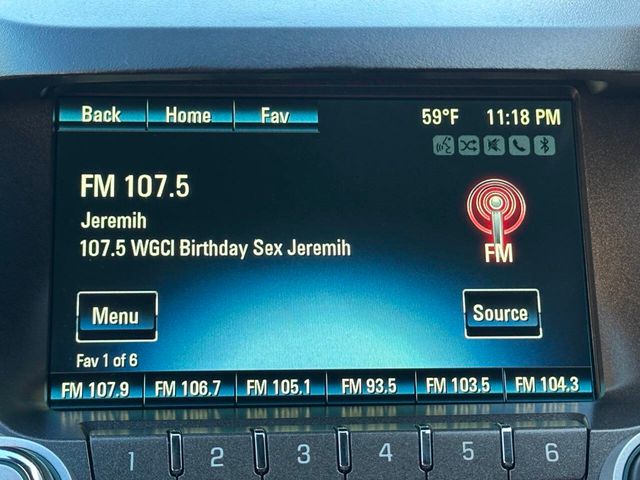 Back Home Fav 59°F 11:18 PM
FM 107.5
Jeremih
107.5 WGCI Birthday Sex Jeremih
FM
Menu Source
Fav 1 of 6
FM 107.9 FM 106.7 FM 105.1 FM 93.5 FM 103.5 FM 104.3
1 2 3 4 5 6